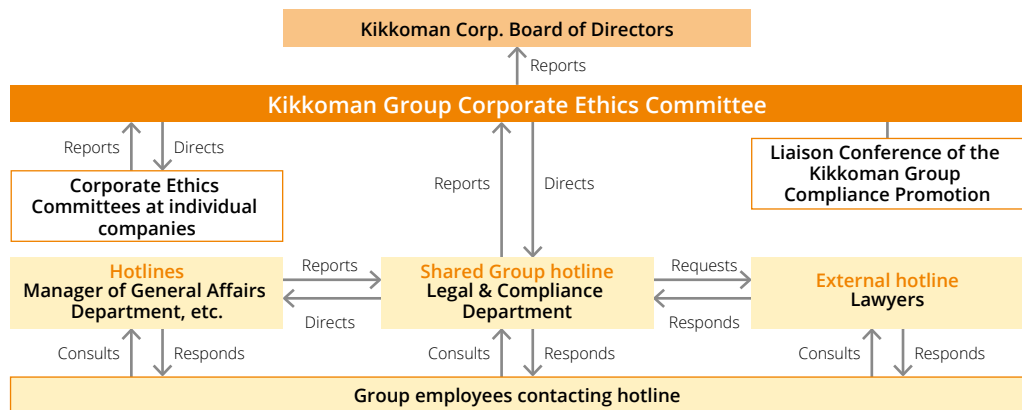 Kikkoman Corp. Board of Directors
Reports
Kikkoman Group Corporate Ethics Committee
Reports
Directs
Corporate Ethics
Committees at individual
companies
Reports
Directs
Liaison Conference of the
Kikkoman Group
Compliance Promotion
Hotlines
Manager of General Affairs
Department, etc.
Reports
Directs
Shared Group hotline
Legal & Compliance
Department
Requests
Responds
External hotline
Lawyers
Consults
Responds
Consults
Responds
Consults
Responds
Group employees contacting hotline